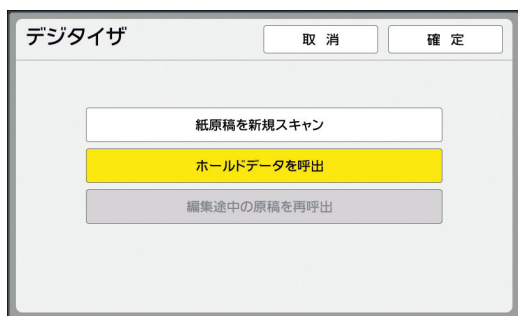 デジタイザ
取 消
確 定
紙原稿を新規スキャン
ホールドデータを呼出
編集途中の原稿を再呼出